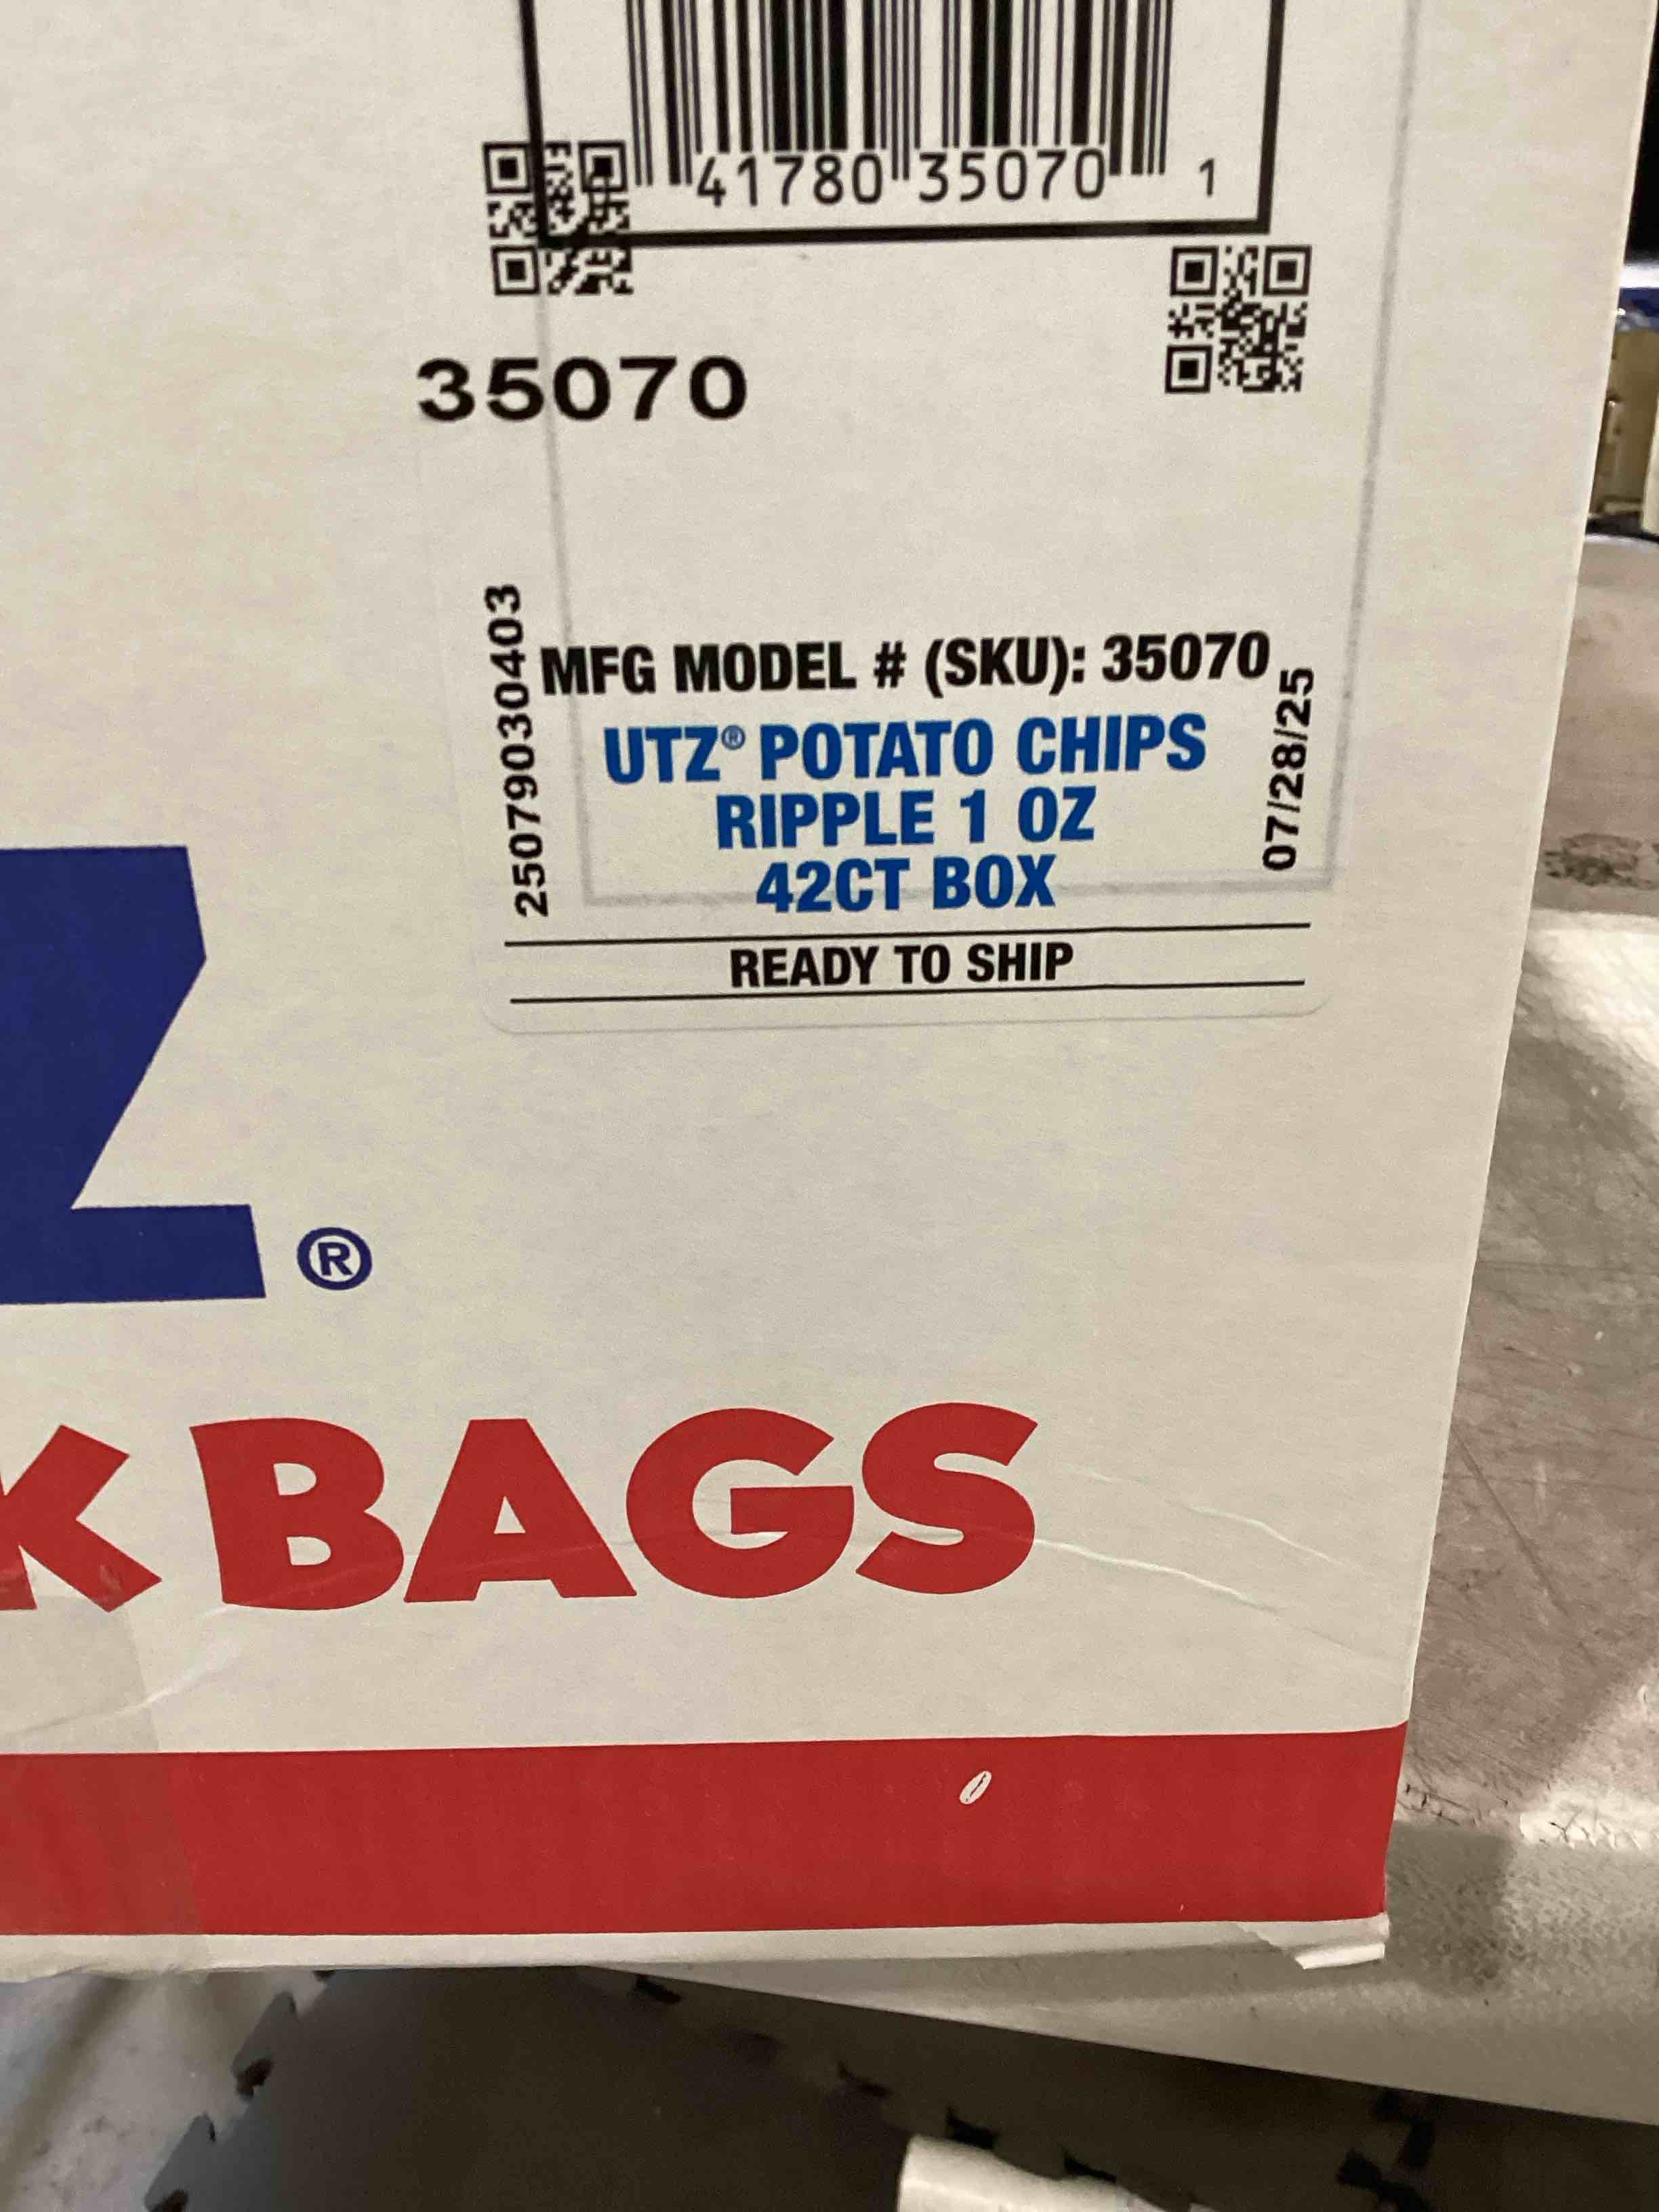 41780 35070 1
35070
2507903030403
MFG MODEL # (SKU): 35070
07/28/25
UTZ® POTATO CHIPS
RIPPLE 1 OZ
42CT BOX
READY TO SHIP
Z®
K BAGS